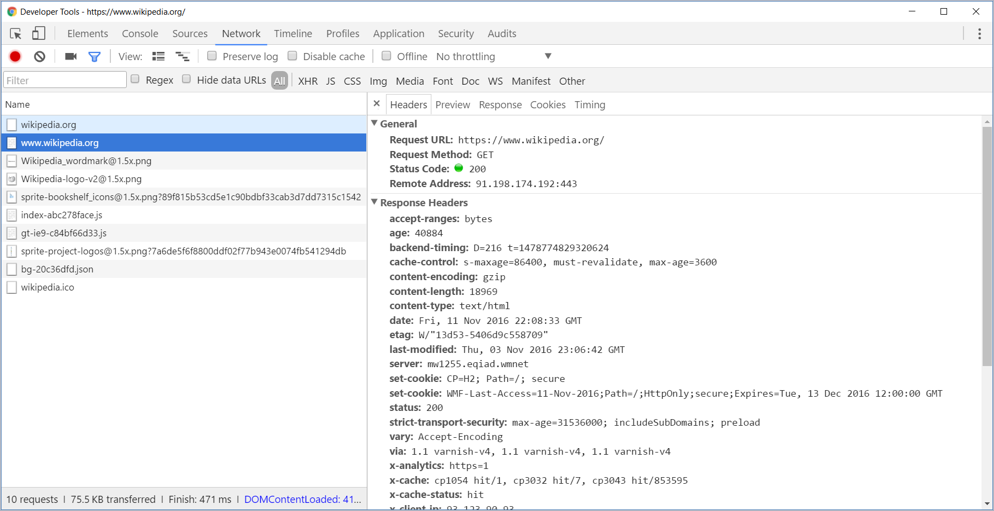 Developer Tools - https://www.wikipedia.org/
Elements Console Sources Network Timeline Profiles Application Security Audits
View: Preserve log Disable cache Offline No throttling
Filter Regex Hide data URLs All XHR JS CSS Img Media Font Doc WS Manifest Other
Name
wikipedia.org
www.wikipedia.org
Wikipedia_wordmark@1.5x.png
Wikipedia-logo-v2@1.5x.png
sprite-bookshelf_icons@1.5x.png?89f815b53cd5e1c90bdbf33cab3d7dd7315c1542
index-abc278face.js
gt-ie9-c84bf66d33.js
sprite-project-logos@1.5x.png?7a6de5f6f8800ddf02f77b943e0074fb541294db
bg-20c36dfd.json
wikipedia.ico
10 requests | 75.5 KB transferred | Finish: 471 ms | DOMContentLoaded: 41...
× Headers Preview Response Cookies Timing
General
Request URL: https://www.wikipedia.org/
Request Method: GET
Status Code: 200
Remote Address: 91.198.174.192:443
Response Headers
accept-ranges: bytes
age: 40884
backend-timing: D=216 t=1478774829320624
cache-control: s-maxage=86400, must-revalidate, max-age=3600
content-encoding: gzip
content-length: 18969
content-type: text/html
date: Fri, 11 Nov 2016 22:08:33 GMT
etag: W/"13d53-5406d9c558709"
last-modified: Thu, 03 Nov 2016 23:06:42 GMT
server: mw1255.eqiad.wmnet
set-cookie: CP=H2; Path=/; secure
set-cookie: WMF-Last-Access=11-Nov-2016;Path=/;HttpOnly;secure;Expires=Tue, 13 Dec 2016 12:00:00 GMT
status: 200
strict-transport-security: max-age=31536000; includeSubDomains; preload
vary: Accept-Encoding
via: 1.1 varnish-v4, 1.1 varnish-v4, 1.1 varnish-v4
x-analytics: https=1
x-cache: cp1054 hit/1, cp3032 hit/7, cp3043 hit/853595
x-cache-status: hit
x-client-ip: